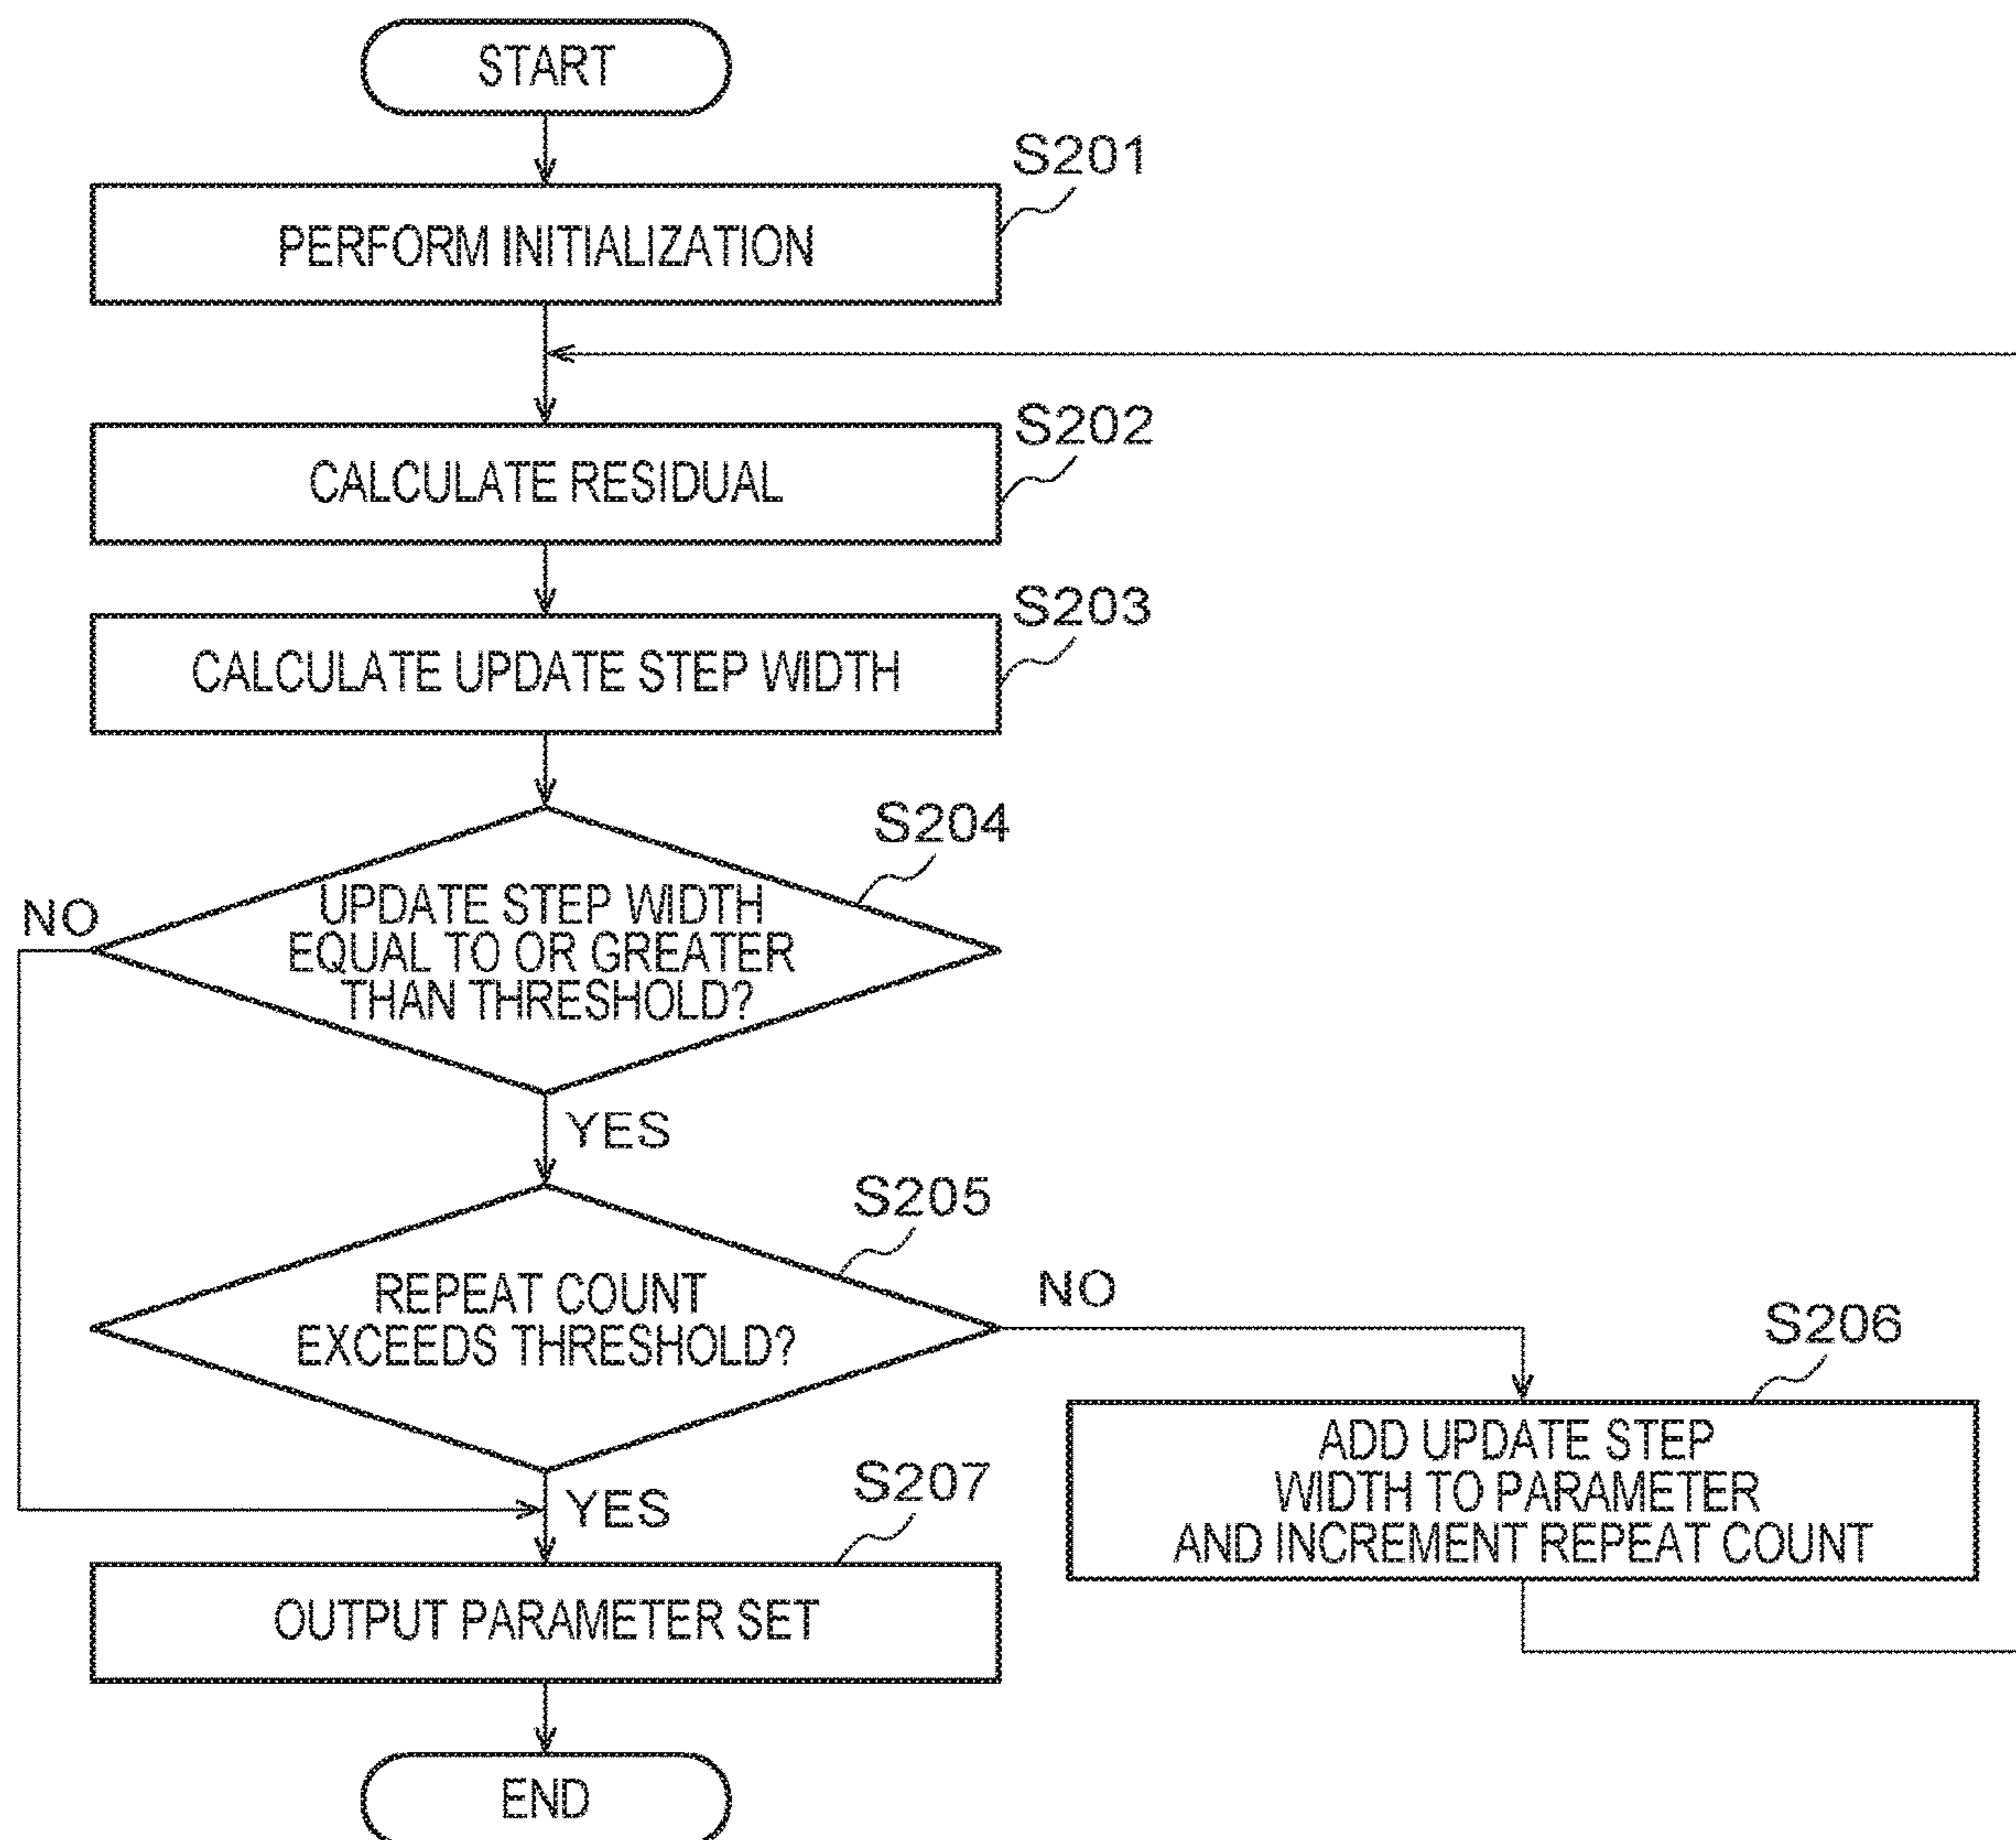 START
S201
PERFORM INITIALIZATION
S202
CALCULATE RESIDUAL
S203
CALCULATE UPDATE STEP WIDTH
S204
NO
UPDATE STEP WIDTH
EQUAL TO OR GREATER
THAN THRESHOLD?
YES
S205
REPEAT COUNT
EXCEEDS THRESHOLD?
NO
S206
ADD UPDATE STEP
WIDTH TO PARAMETER
AND INCREMENT REPEAT COUNT
YES
S207
OUTPUT PARAMETER SET
END